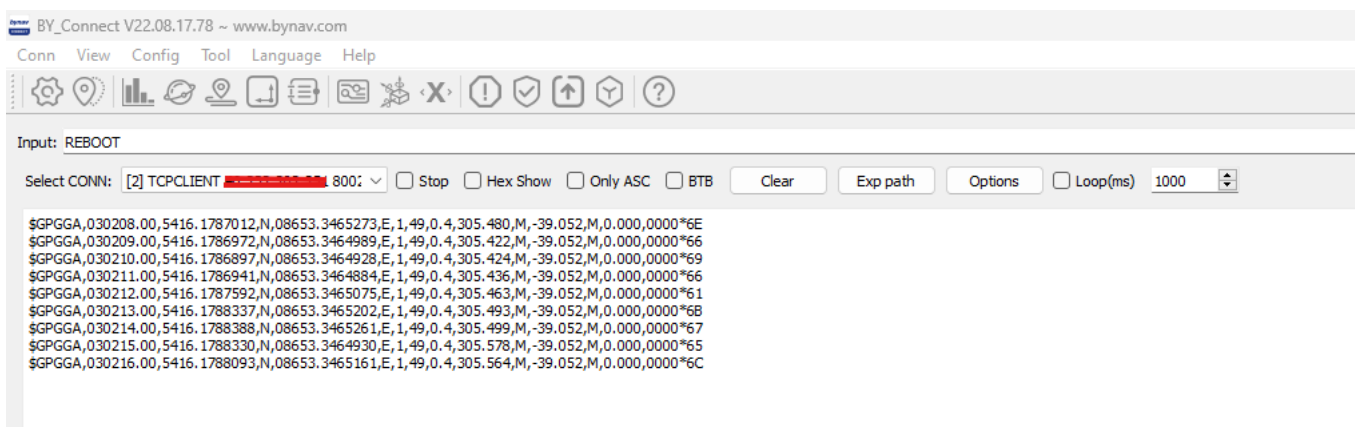 bynav BY_Connect V22.08.17.78 ~ www.bynav.com
Conn View Config Tool Language Help
Input: REBOOT
Select CONN: [2] TCPCLIENT 8002 Stop Hex Show Only ASC BTB Clear Exp path Options Loop(ms) 1000
$GPGGA,030208.00,5416.1787012,N,08653.3465273,E,1,49,0.4,305.480,M,-39.052,M,0.000,0000*6E
$GPGGA,030209.00,5416.1786972,N,08653.3464989,E,1,49,0.4,305.422,M,-39.052,M,0.000,0000*66
$GPGGA,030210.00,5416.1786897,N,08653.3464928,E,1,49,0.4,305.424,M,-39.052,M,0.000,0000*69
$GPGGA,030211.00,5416.1786941,N,08653.3464884,E,1,49,0.4,305.436,M,-39.052,M,0.000,0000*66
$GPGGA,030212.00,5416.1787592,N,08653.3465075,E,1,49,0.4,305.463,M,-39.052,M,0.000,0000*61
$GPGGA,030213.00,5416.1788337,N,08653.3465202,E,1,49,0.4,305.493,M,-39.052,M,0.000,0000*6B
$GPGGA,030214.00,5416.1788388,N,08653.3465261,E,1,49,0.4,305.499,M,-39.052,M,0.000,0000*67
$GPGGA,030215.00,5416.1788330,N,08653.3464930,E,1,49,0.4,305.578,M,-39.052,M,0.000,0000*65
$GPGGA,030216.00,5416.1788093,N,08653.3465161,E,1,49,0.4,305.564,M,-39.052,M,0.000,0000*6C